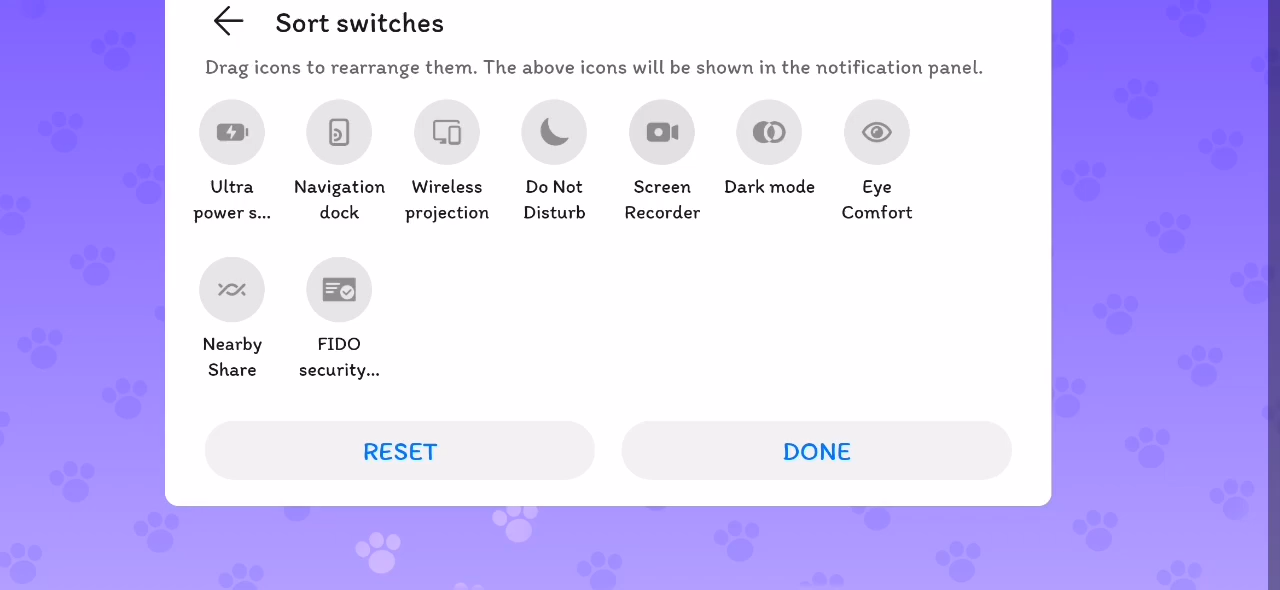 Sort switches
Drag icons to rearrange them. The above icons will be shown in the notification panel.
Ultra
power s...
Navigation
dock
Wireless
projection
Do Not
Disturb
Screen
Recorder
Dark mode
Eye
Comfort
Nearby
Share
FIDO
security...
RESET
DONE